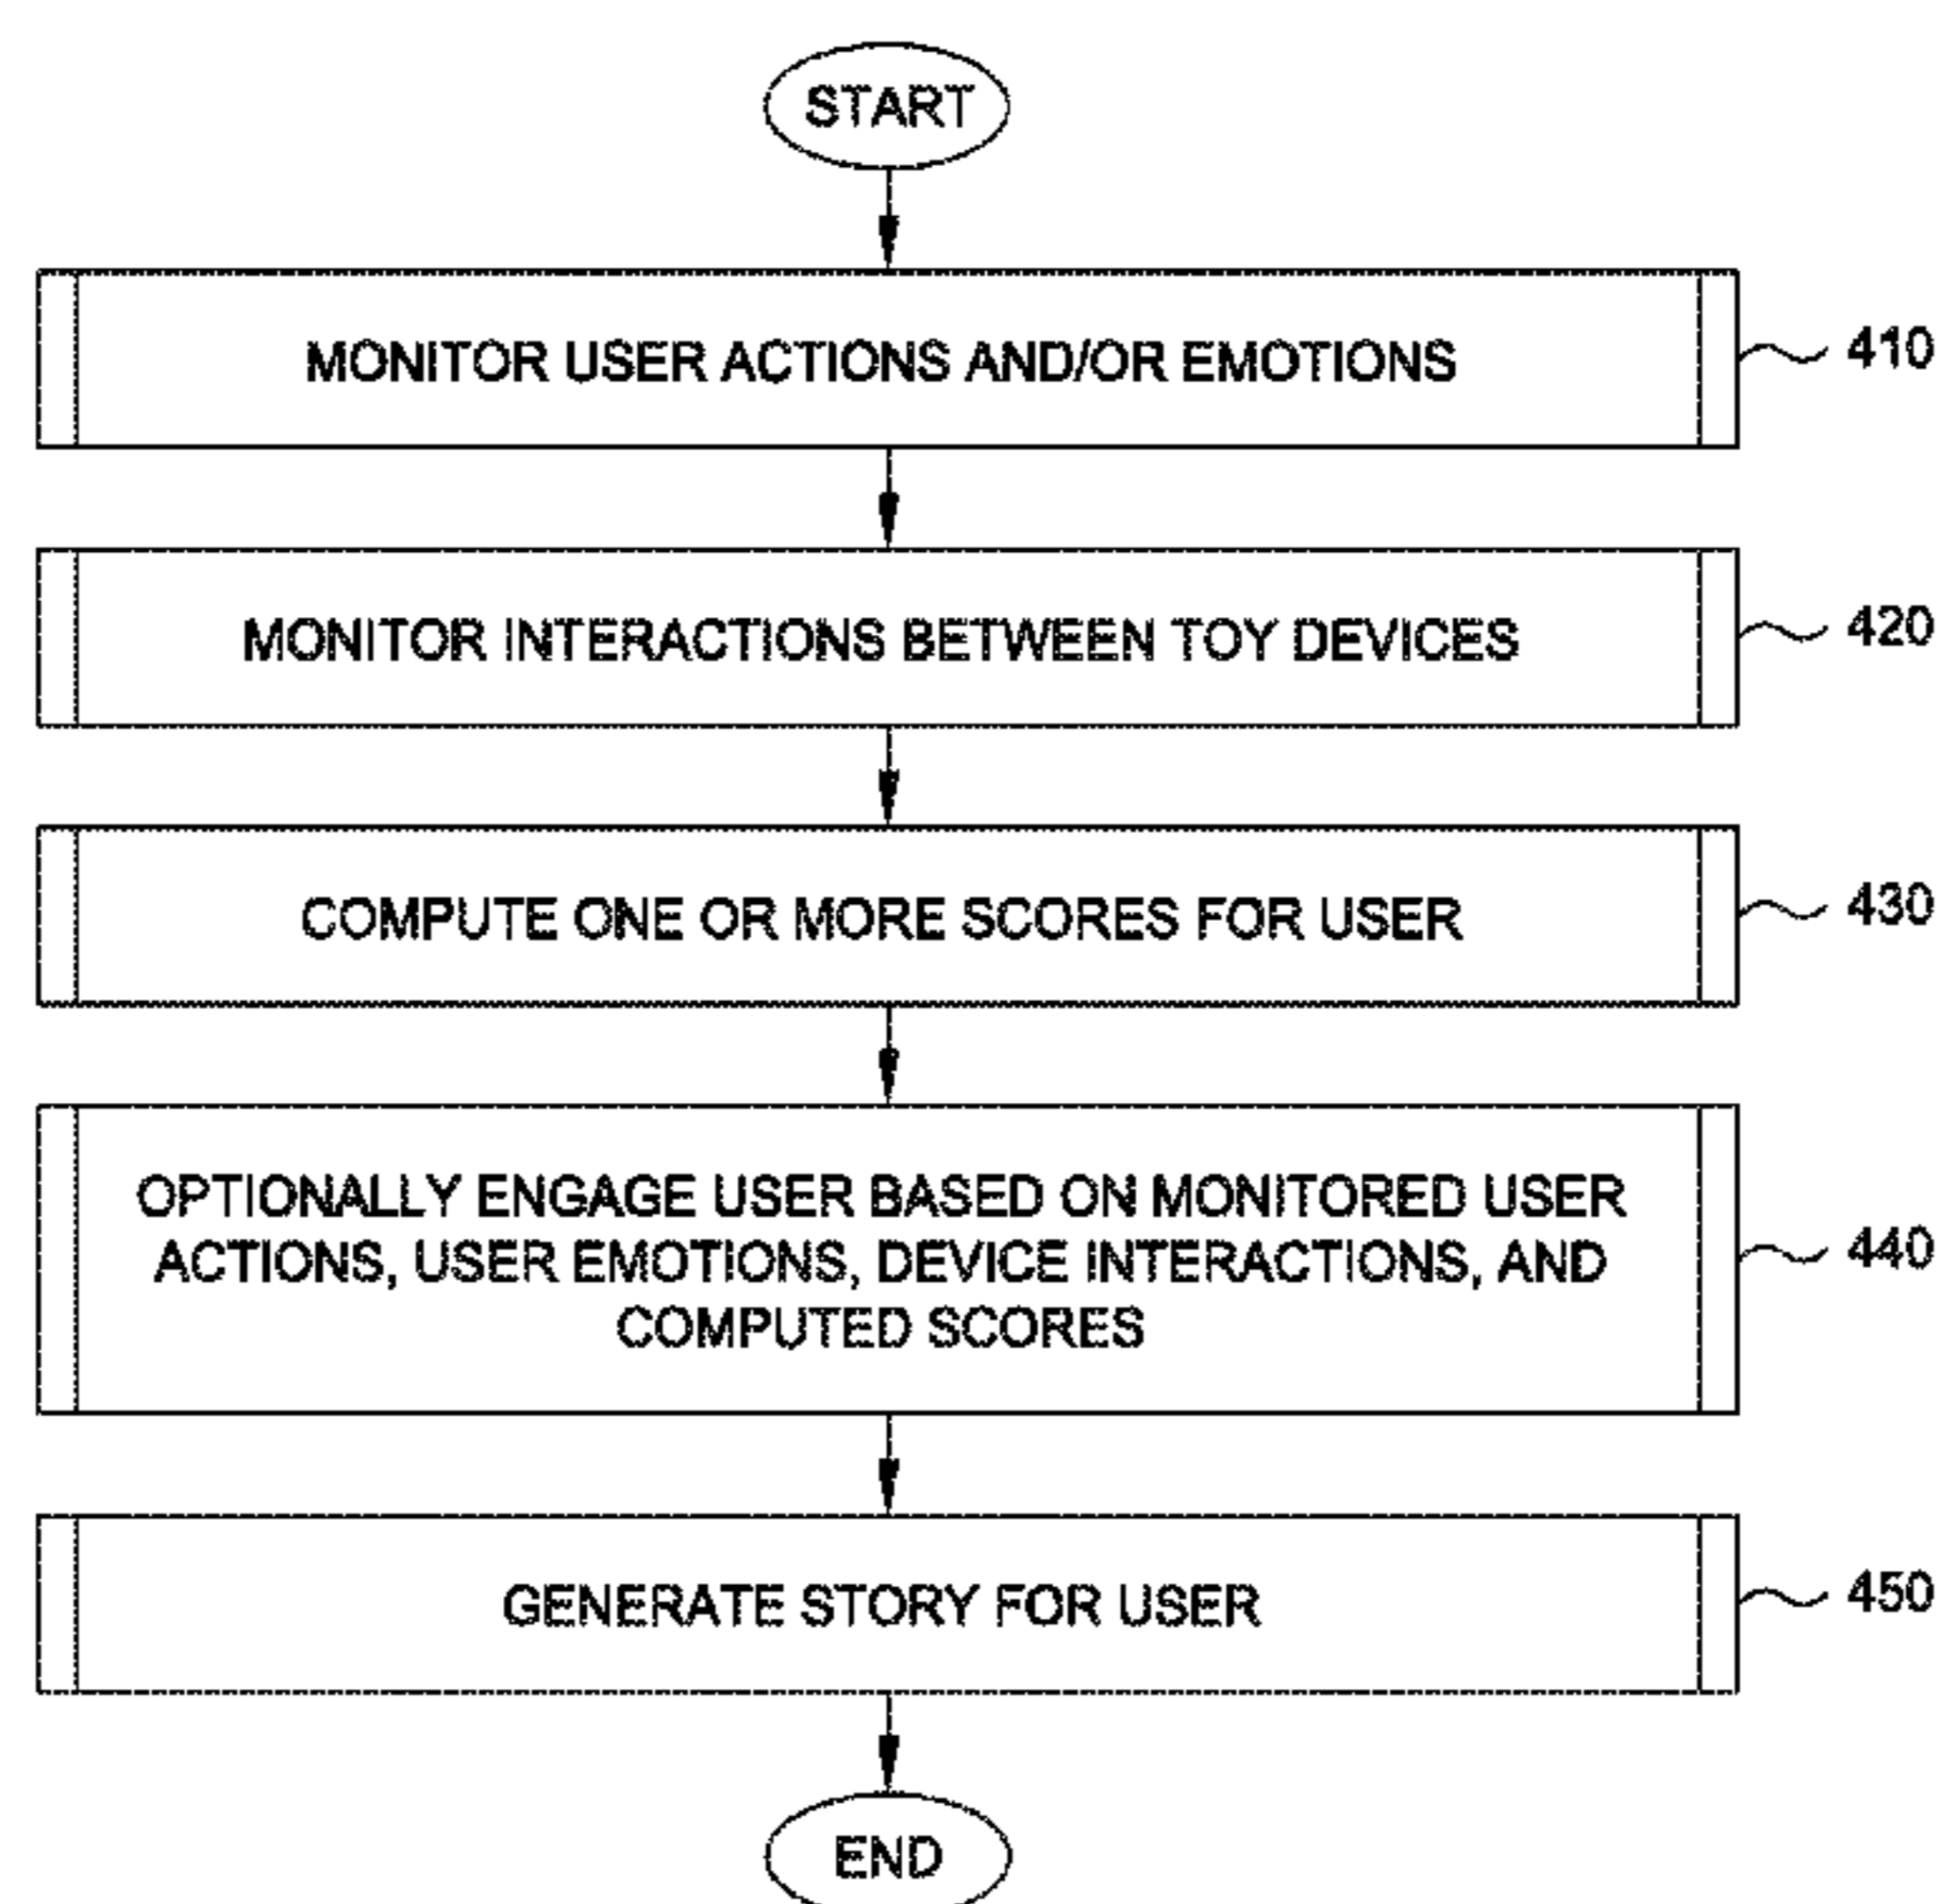 START
MONITOR USER ACTIONS AND/OR EMOTIONS
410
MONITOR INTERACTIONS BETWEEN TOY DEVICES
420
COMPUTE ONE OR MORE SCORES FOR USER
430
OPTIONALLY ENGAGE USER BASED ON MONITORED USER
ACTIONS, USER EMOTIONS, DEVICE INTERACTIONS, AND
COMPUTED SCORES
440
GENERATE STORY FOR USER
450
END